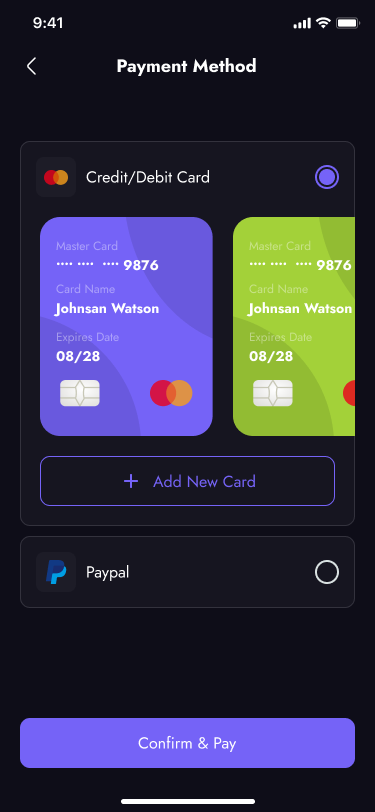 9:41
Payment Method
Credit/Debit Card
Master Card
•••• •••• •••• 9876
Card Name
Johnsan Watson
Expires Date
08/28
Master Card
•••• •••• •••• 9876
Card Name
Johnsan Watson
Expires Date
08/28
+ Add New Card
Paypal
Confirm & Pay